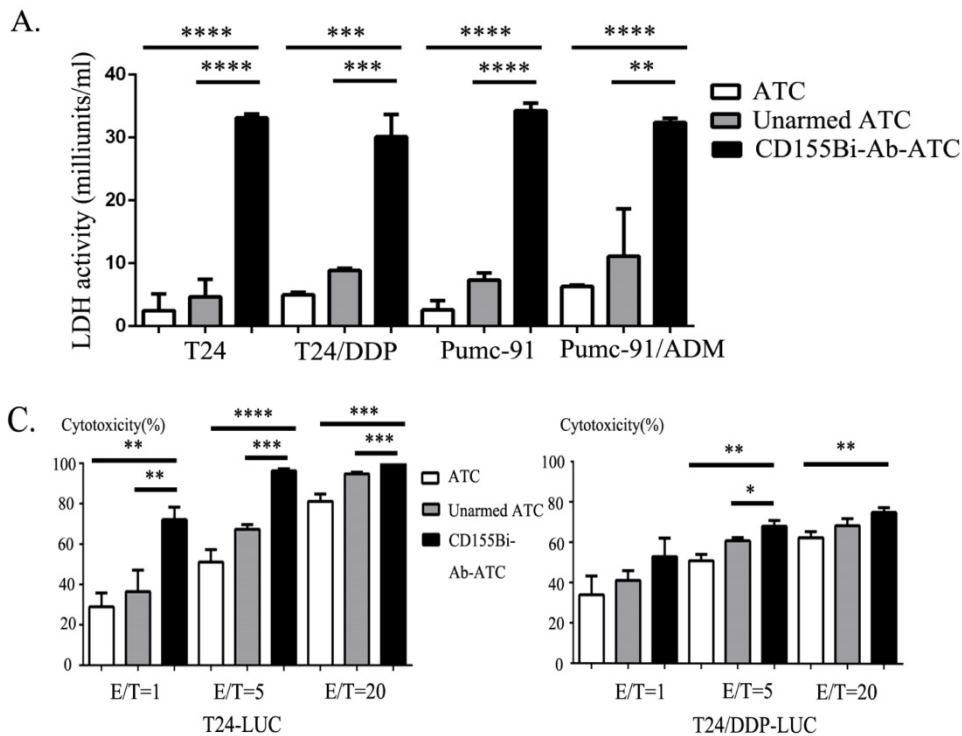 A.
**** *** **** ****
**** *** **** **
LDH activity (milliunits/ml)
40
30
20
10
0
T24 T24/DDP Pumc-91 Pumc-91/ADM
ATC
Unarmed ATC
CD155Bi-Ab-ATC
C.
Cytotoxicity(%)
** **** ***
** *** ***
100
80
60
40
20
0
E/T=1 E/T=5 E/T=20
T24-LUC
ATC
Unarmed ATC
CD155Bi-
Ab-ATC
Cytotoxicity(%)
** **
*
100
80
60
40
20
0
E/T=1 E/T=5 E/T=20
T24/DDP-LUC